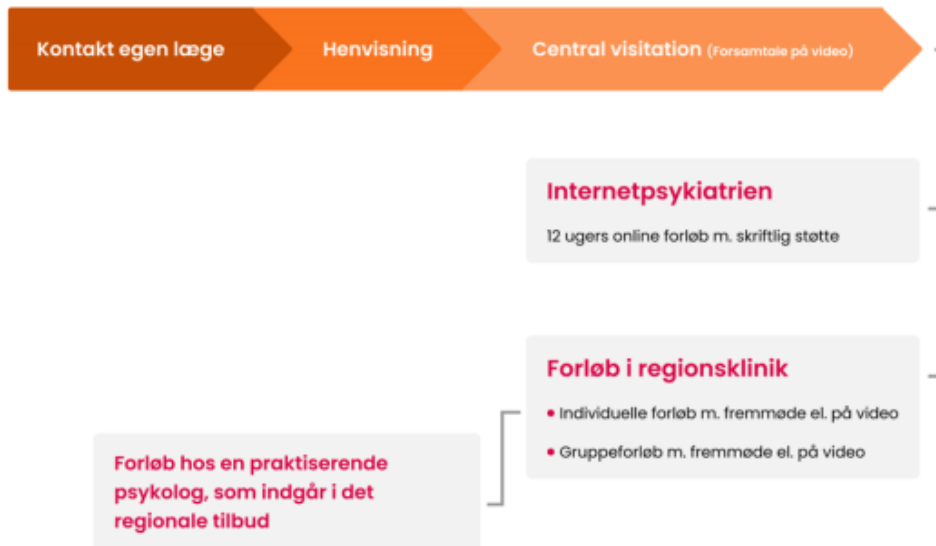 Kontakt egen læge
Henvisning
Central visitation (Forsamtale på video)
Internetpsykiatrien
12 ugers online forløb m. skriftlig støtte
Forløb i regionsklinik
• Individuelle forløb m. fremmøde el. på video
• Gruppeforløb m. fremmøde el. på video
Forløb hos en praktiserende
psykolog, som indgår i det
regionale tilbud